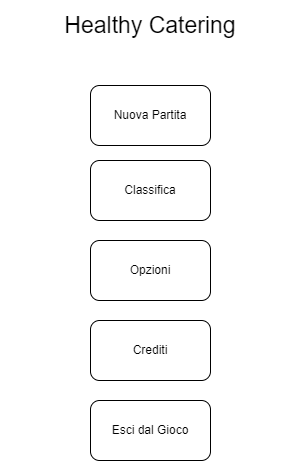 Healthy Catering
Nuova Partita
Classifica
Opzioni
Crediti
Esci dal Gioco